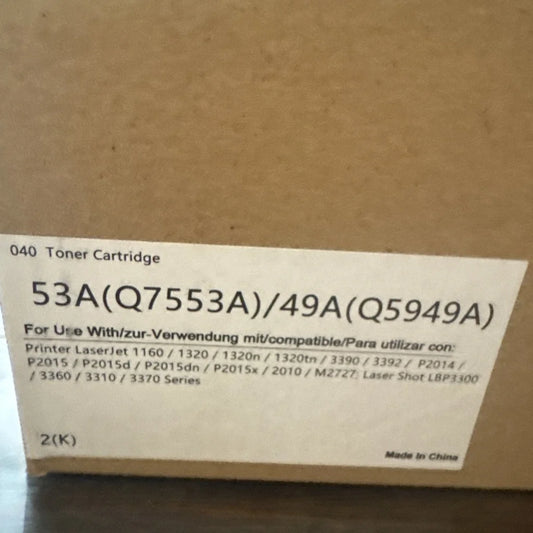 040 Toner Cartridge
53A(Q7553A)/49A(Q5949A)
For Use With/zur-Verwendung mit/compatible/Para utilizar con:
Printer LaserJet 1160 / 1320 / 1320n / 1320tn / 3390 / 3392 / P2014 /
P2015 / P2015d / P2015dn / P2015x / 2010 / M2727; Laser Shot LBP3300
/ 3360 / 3310 / 3370 Series
2(K)
Made In China